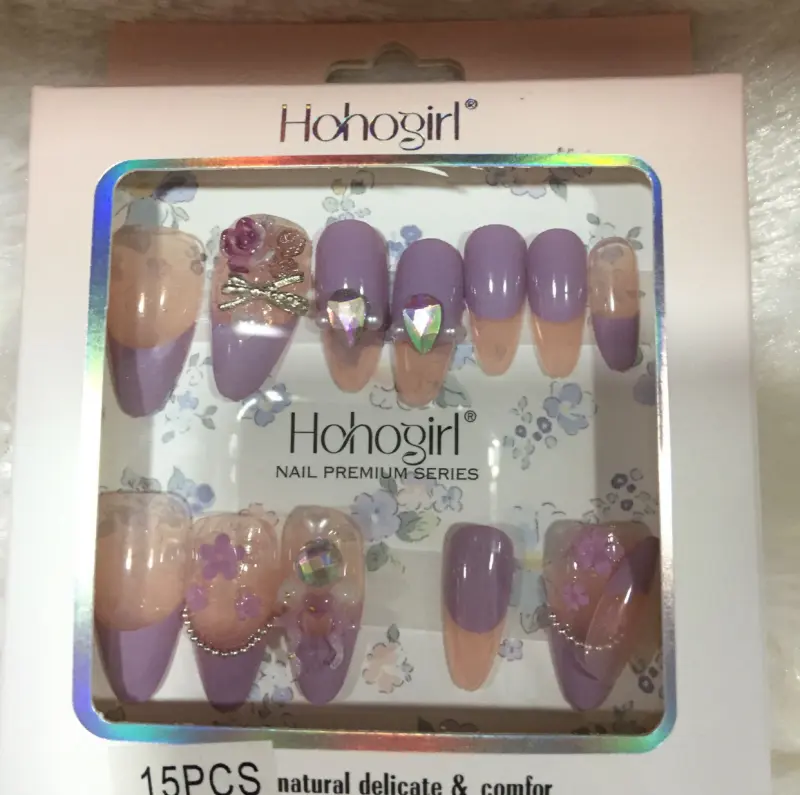 Hohogirl®
Hohogirl®
NAIL PREMIUM SERIES
15PCS natural delicate & comfor